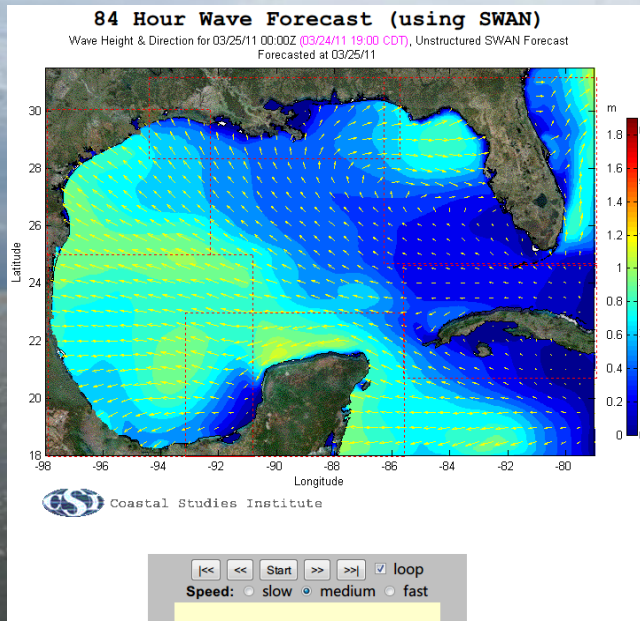 84 Hour Wave Forecast (using SWAN)
Wave Height & Direction for 03/25/11 00:00Z (03/24/11 19:00 CDT), Unstructured SWAN Forecast
Forecasted at 03/25/11
m
1.8
1.6
1.4
1.2
1
0.8
0.6
0.4
0.2
0
Latitude
30
28
26
24
22
20
18
-98 -96 -94 -92 -90 -88 -86 -84 -82 -80
Longitude
CSI Coastal Studies Institute
|<< << Start >> >>| loop
Speed: slow medium fast